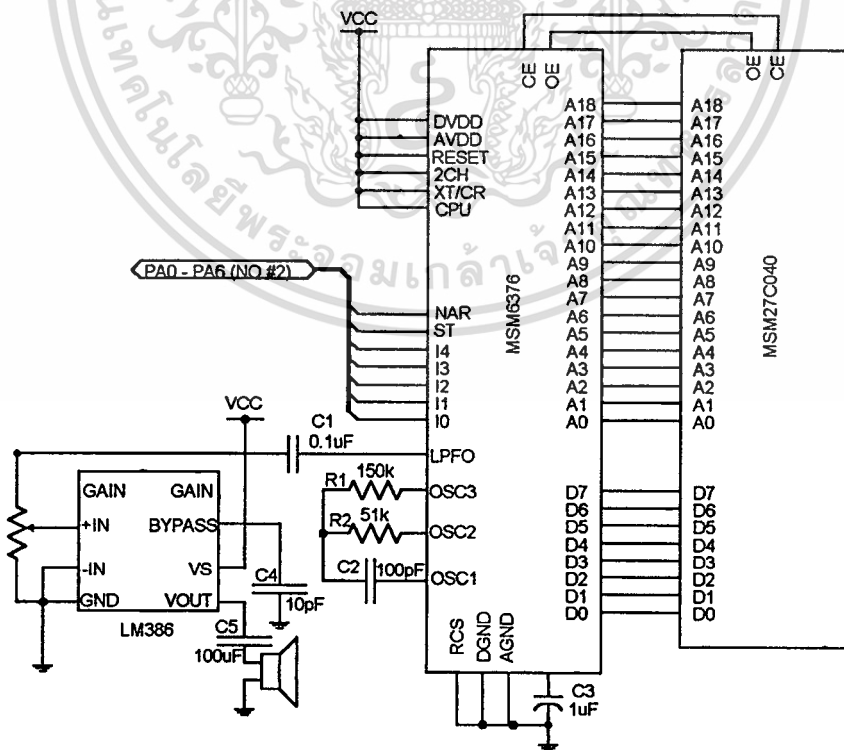 VCC
CE
OE
OE
CE
DVDD
AVDD
RESET
2CH
XT/CR
CPU
A18
A17
A16
A15
A14
A13
A12
A11
A10
A9
A8
A7
A6
A5
A4
A3
A2
A1
A0
A18
A17
A16
A15
A14
A13
A12
A11
A10
A9
A8
A7
A6
A5
A4
A3
A2
A1
A0
PA0 - PA6 (NO #2)
NAR
ST
I4
I3
I2
I1
I0
MSM6376
MSM27C040
VCC
C1
0.1uF
LPFO
R1
150k
OSC3
R2
51k
OSC2
C2
100pF
OSC1
D7
D6
D5
D4
D3
D2
D1
D0
D7
D6
D5
D4
D3
D2
D1
D0
GAIN
GAIN
+IN
BYPASS
-IN
VS
GND
VOUT
LM386
C4
10pF
C5
100uF
RCS
DGND
AGND
C3
1uF